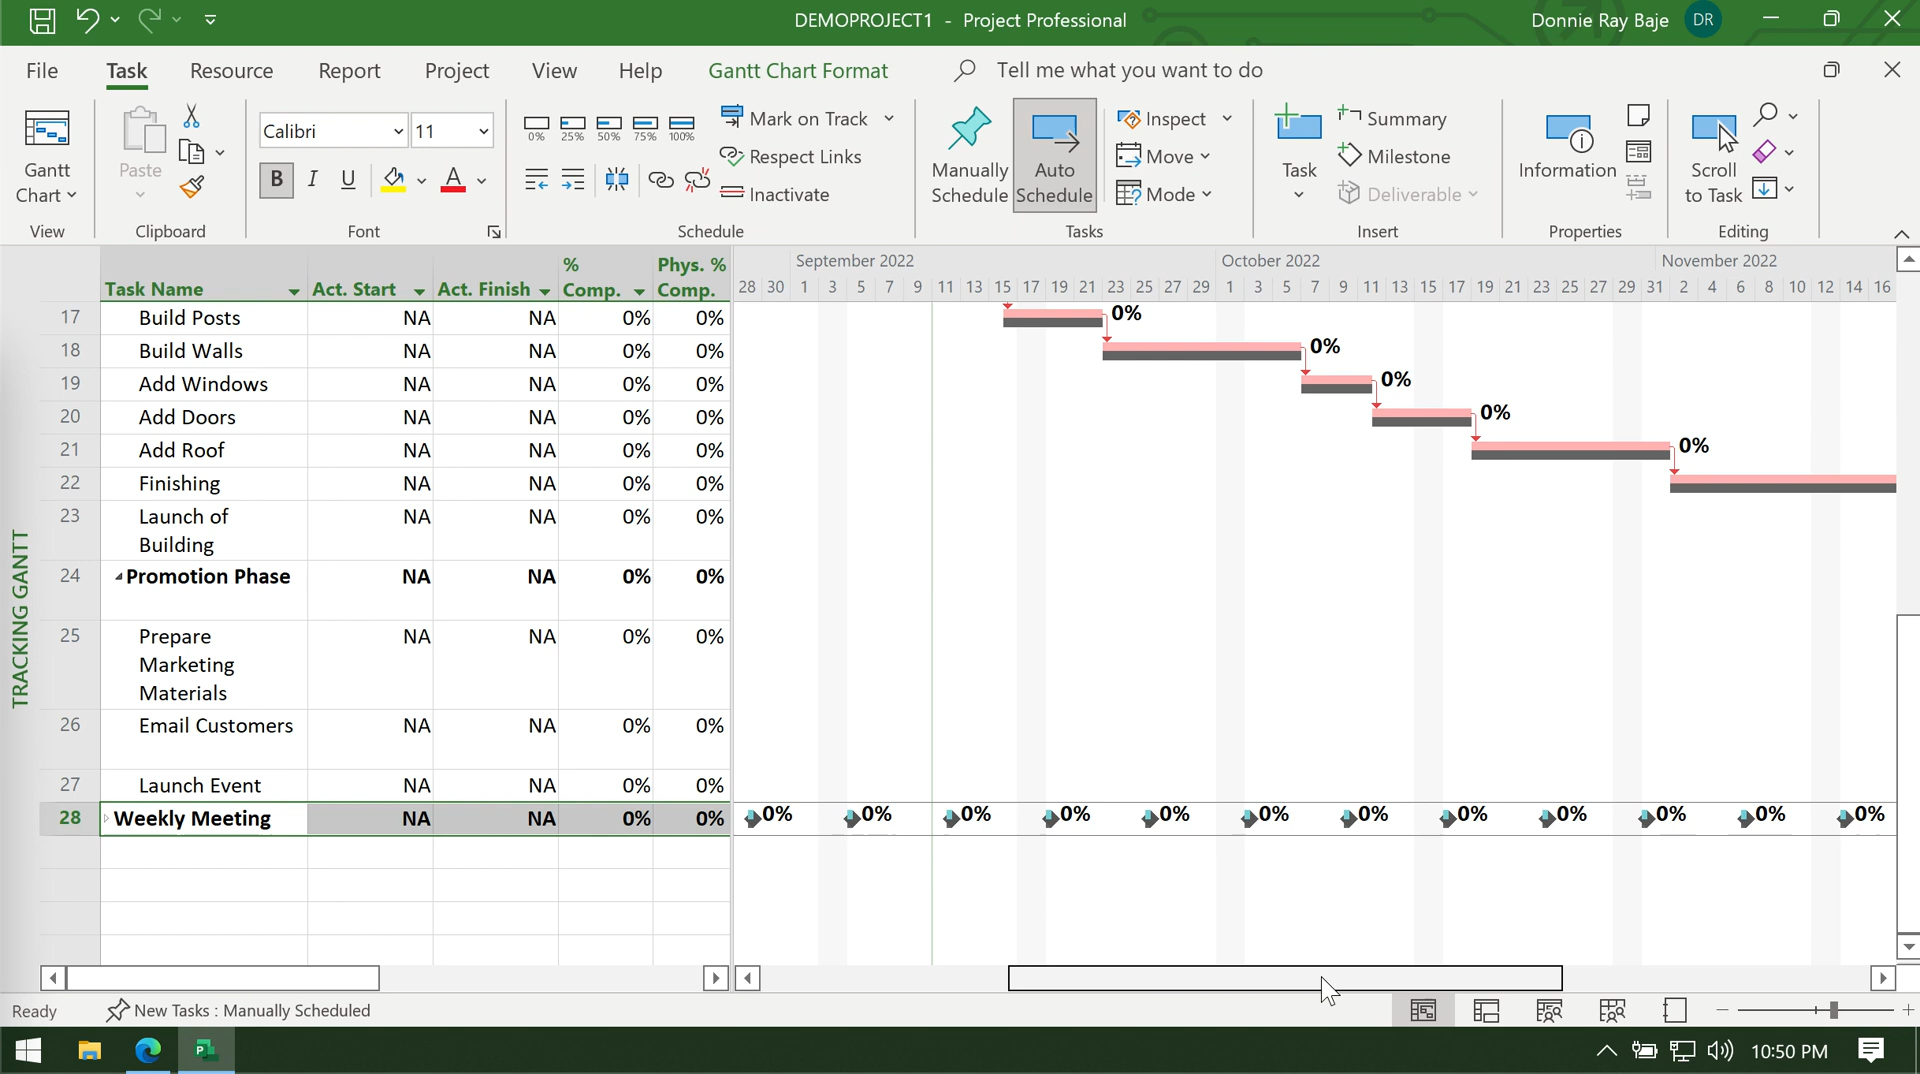 DEMOPROJECT1 - Project Professional
Donnie Ray Baje
DR
File Task Resource Report Project View Help Gantt Chart Format Tell me what you want to do
Gantt
Chart
View
Paste
Clipboard
Calibri 11
B I U A
Font
0% 25% 50% 75% 100%
Mark on Track
Respect Links
Inactivate
Schedule
Manually
Schedule
Auto
Schedule
Inspect
Move
Mode
Tasks
Task
Summary
Milestone
Deliverable
Insert
Information
Properties
Scroll
to Task
Editing
TRACKING GANTT
Task Name Act. Start Act. Finish % Comp. Phys. % Comp.
September 2022 October 2022 November 2022
28 30 1 3 5 7 9 11 13 15 17 19 21 23 25 27 29 1 3 5 7 9 11 13 15 17 19 21 23 25 27 29 31 2 4 6 8 10 12 14 16
17 Build Posts NA NA 0% 0% 0%
18 Build Walls NA NA 0% 0% 0%
19 Add Windows NA NA 0% 0% 0%
20 Add Doors NA NA 0% 0% 0%
21 Add Roof NA NA 0% 0% 0%
22 Finishing NA NA 0% 0%
23 Launch of NA NA 0% 0%
Building
24 Promotion Phase NA NA 0% 0%
25 Prepare NA NA 0% 0%
Marketing
Materials
26 Email Customers NA NA 0% 0%
27 Launch Event NA NA 0% 0%
28 Weekly Meeting NA NA 0% 0% 0% 0% 0% 0% 0% 0% 0% 0% 0% 0% 0% 0%
Ready New Tasks : Manually Scheduled
10:50 PM